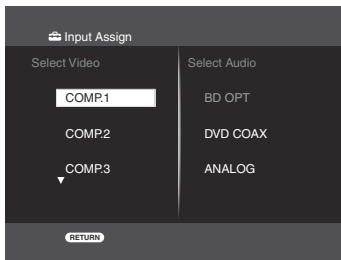 Input Assign
Select Video Select Audio
COMP.1 BD OPT
COMP.2 DVD COAX
COMP.3 ANALOG
RETURN